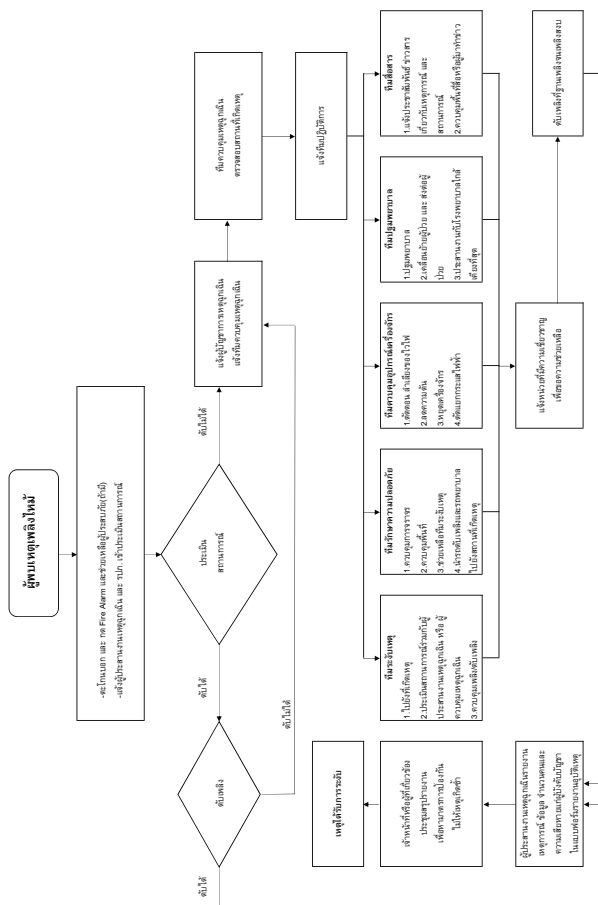 ผู้พบเหตุเพลิงไหม้
-ตะโกนบอก และ กด Fire Alarm และช่วยเหลือผู้ประสบภัย(ถ้ามี)
-แจ้งผู้ประสานงานเหตุฉุกเฉิน และ รปภ. เข้าประเมินสถานการณ์
ประเมิน
สถานการณ์
ดับได้
ดับไม่ได้
ดับเพลิง
ดับได้
ดับไม่ได้
แจ้งผู้บัญชาการเหตุฉุกเฉิน
แจ้งทีมควบคุมเหตุฉุกเฉิน
ทีมควบคุมเหตุฉุกเฉิน
ตรวจสอบสถานที่เกิดเหตุ
แจ้งทีมปฏิบัติการ
ทีมระงับเหตุ
1.ไปยังที่เกิดเหตุ
2.ประเมินสถานการณ์ร่วมกับผู้
ประสานงานเหตุฉุกเฉิน หรือ ผู้
ควบคุมเหตุฉุกเฉิน
3.ควบคุมเพลิง/ดับเพลิง
ทีมรักษาความปลอดภัย
1.ควบคุมการจราจร
2.ควบคุมพื้นที่
3.ช่วยเหลือทีมระงับเหตุ
4.นำรถดับเพลิงและรถพยาบาล
ไปยังสถานที่เกิดเหตุ
ทีมควบคุมอุปกรณ์เครื่องจักร
1.ตัดตอน ลำเลียงของไวไฟ
2.ลดความดัน
3.หยุดเครื่องจักร
4.ตัดแยกกระแสไฟฟ้า
ทีมปฐมพยาบาล
1.ปฐมพยาบาล
2.เคลื่อนย้ายผู้ป่วย และ ส่งต่อผู้
ป่วย
3.ประสานงานกับโรงพยาบาลใกล้
เคียงที่สุด
ทีมสื่อสาร
1.แจ้งประชาสัมพันธ์ ข่าวสาร
เกี่ยวกับเหตุการณ์ และ
สถานการณ์
2.ควบคุมพื้นที่สื่อหรือผู้มาทำข่าว
แจ้งหน่วยที่มีความเชี่ยวชาญ
เพื่อขอความช่วยเหลือ
ดับเพลิงที่ฐานเพลิงจนเพลิงสงบ
ผู้ประสานงานเหตุฉุกเฉินรายงาน
เหตุการณ์ ข้อมูล จำนวนคนและ
ความเสียหายแก่ผู้บังคับบัญชา
ในแบบฟอร์มรายงานอุบัติเหตุ
เจ้าหน้าที่หรือผู้ที่เกี่ยวข้อง
ประชุมสรุปรายงาน
เพื่อหามาตรการป้องกัน
ไม่ให้เหตุเกิดซ้ำ
เหตุได้รับการระงับ